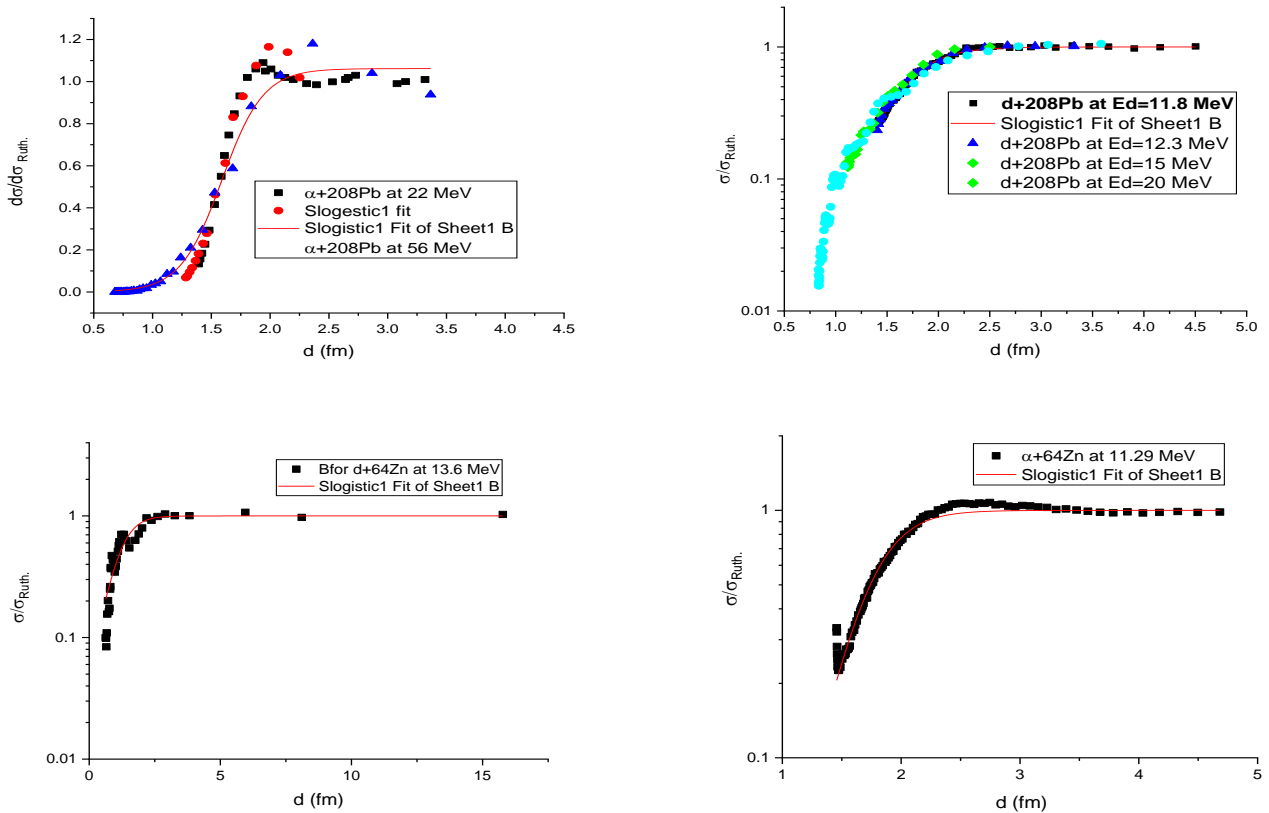 dσ/dσRuth.
1.2
1.0
0.8
0.6
0.4
0.2
0.0
α+208Pb at 22 MeV
Slogestic1 fit
Slogistic1 Fit of Sheet1 B
α+208Pb at 56 MeV
0.5 1.0 1.5 2.0 2.5 3.0 3.5 4.0 4.5
d (fm)
σ/σRuth.
1
0.1
0.01
d+208Pb at Ed=11.8 MeV
Slogistic1 Fit of Sheet1 B
d+208Pb at Ed=12.3 MeV
d+208Pb at Ed=15 MeV
d+208Pb at Ed=20 MeV
0.5 1.0 1.5 2.0 2.5 3.0 3.5 4.0 4.5 5.0
d (fm)
σ/σRuth.
1
0.1
0.01
Bfor d+64Zn at 13.6 MeV
Slogistic1 Fit of Sheet1 B
0 5 10 15
d (fm)
σ/σRuth.
1
0.1
α+64Zn at 11.29 MeV
Slogistic1 Fit of Sheet1 B
1 2 3 4 5
d (fm)